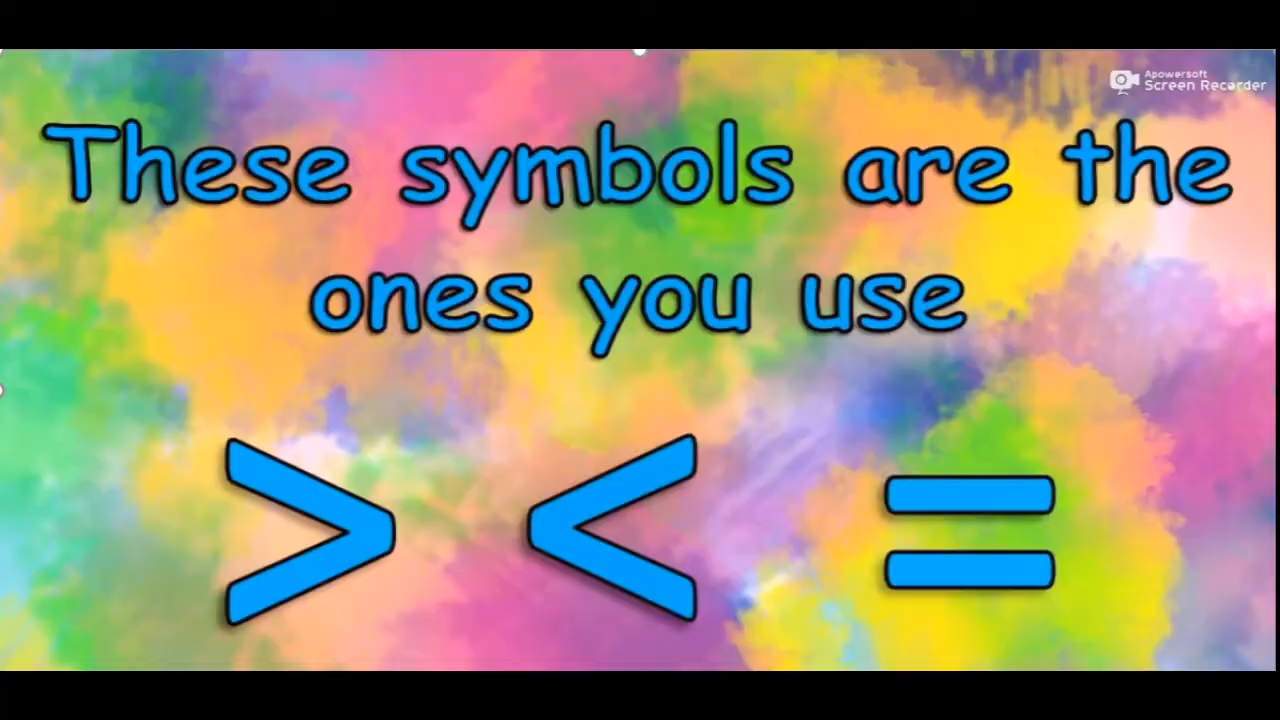 Apowersoft
Screen Recorder
These symbols are the
ones you use
> < =